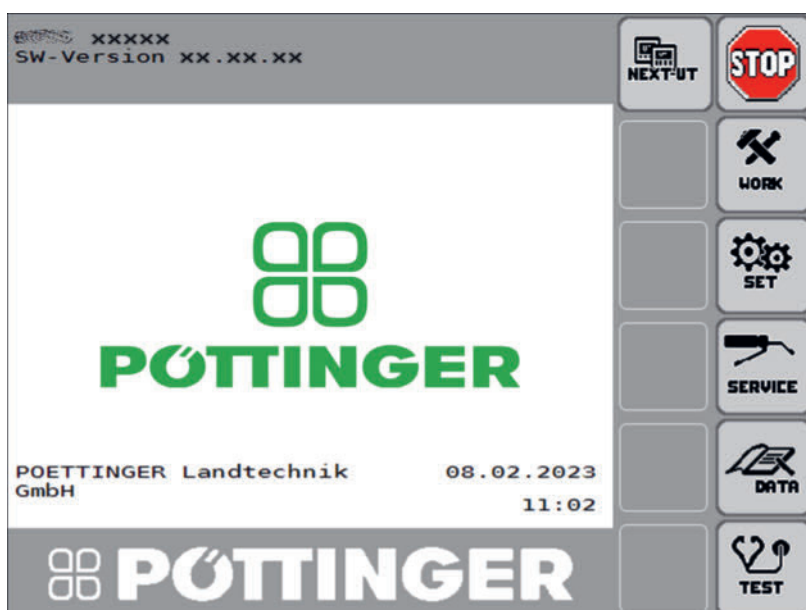 xxxxx
SW-Version xx.xx.xx
NEXT-UT
STOP
WORK
SET
SERVICE
DATA
TEST
PÖTTINGER
POETTINGER Landtechnik 08.02.2023
GmbH
11:02
PÖTTINGER